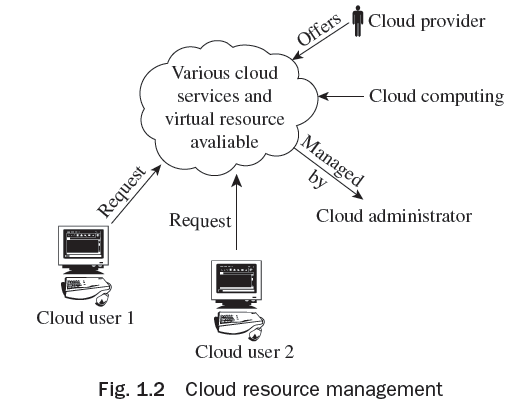 Offers
Cloud provider
Various cloud
services and
virtual resource
avaliable
Cloud computing
Managed
by
Cloud administrator
Request
Request
Cloud user 1
Cloud user 2
Fig. 1.2 Cloud resource management